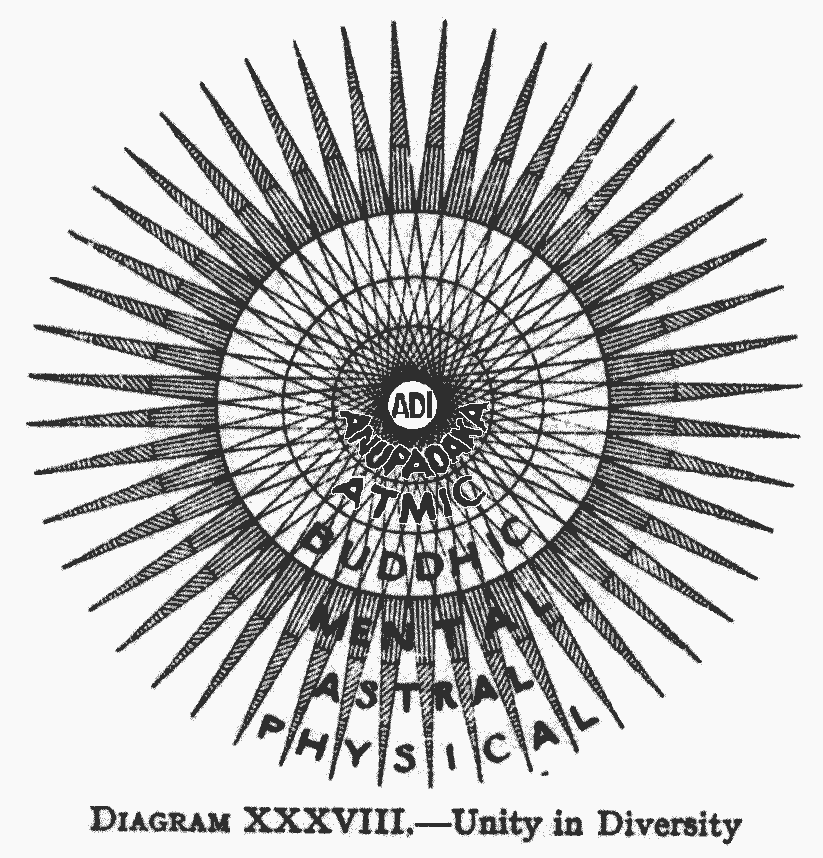 ADI
ANUPADAKA
ATMIC
BUDDHIC
MENTAL
ASTRAL
PHYSICAL
DIAGRAM XXXVIII.—Unity in Diversity